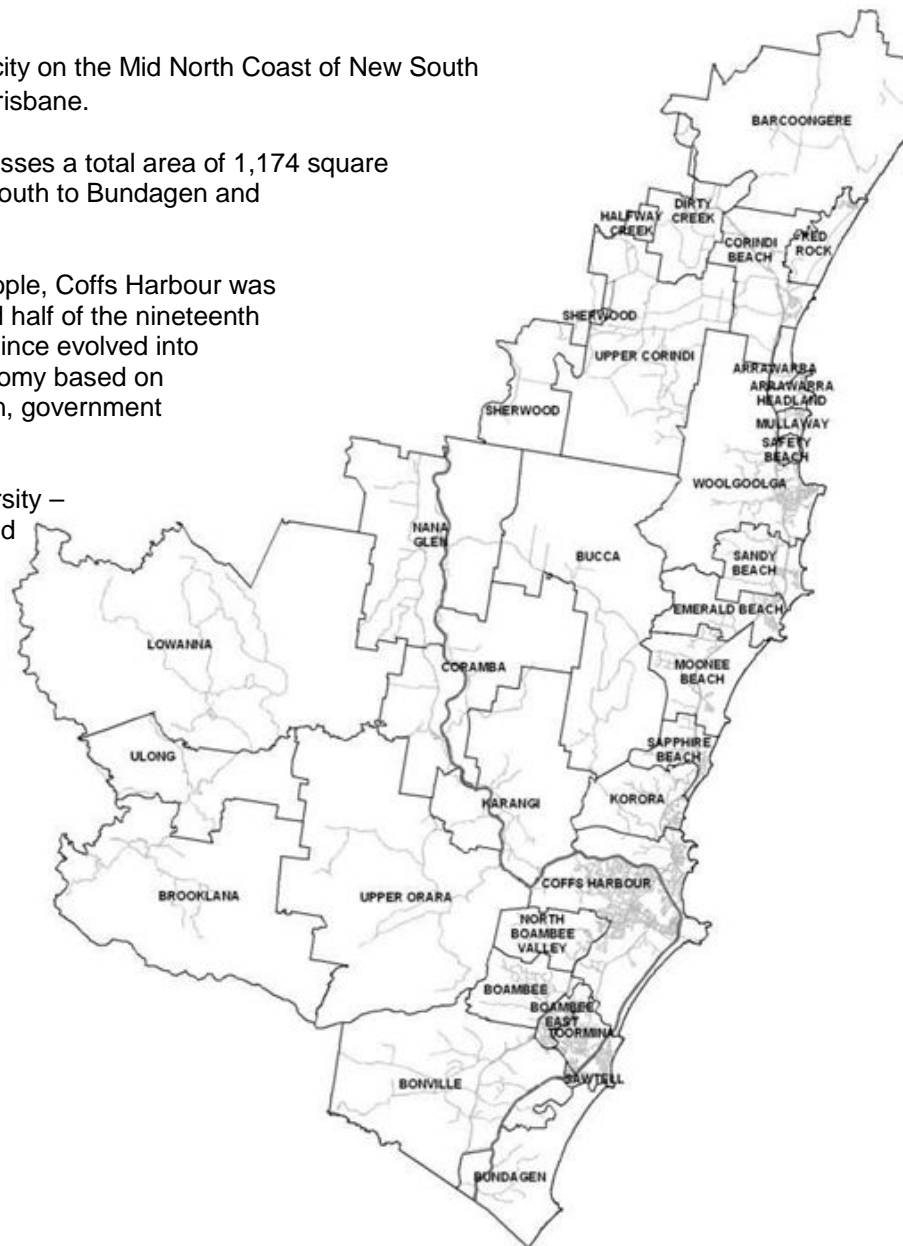 city on the Mid North Coast of New South
risbane.
sses a total area of 1,174 square
outh to Bundagen and
ople, Coffs Harbour was
l half of the nineteenth
ince evolved into
omy based on
n, government
rsity –
d
BARCOONGERE
DIRTY
CREEK
HALFWAY
CREEK
RED
ROCK
CORINDI
BEACH
SHERWOOD
UPPER CORINDI
ARRAWARRA
ARRAWARRA
HEADLAND
SHERWOOD
MULLAWAY
SAFETY
BEACH
WOOLGOOLGA
NANA
GLEN
BUCCA
SANDY
BEACH
EMERALD BEACH
LOWANNA
CORAMBA
MOONEE
BEACH
ULONG
SAPPHIRE
BEACH
KARANGI
KORORA
BROOKLANA
UPPER ORARA
COFFS HARBOUR
NORTH
BOAMBEE
VALLEY
BOAMBEE
BOAMBEE
EAST
TOORMINA
BONVILLE
SAWTELL
BUNDAGEN